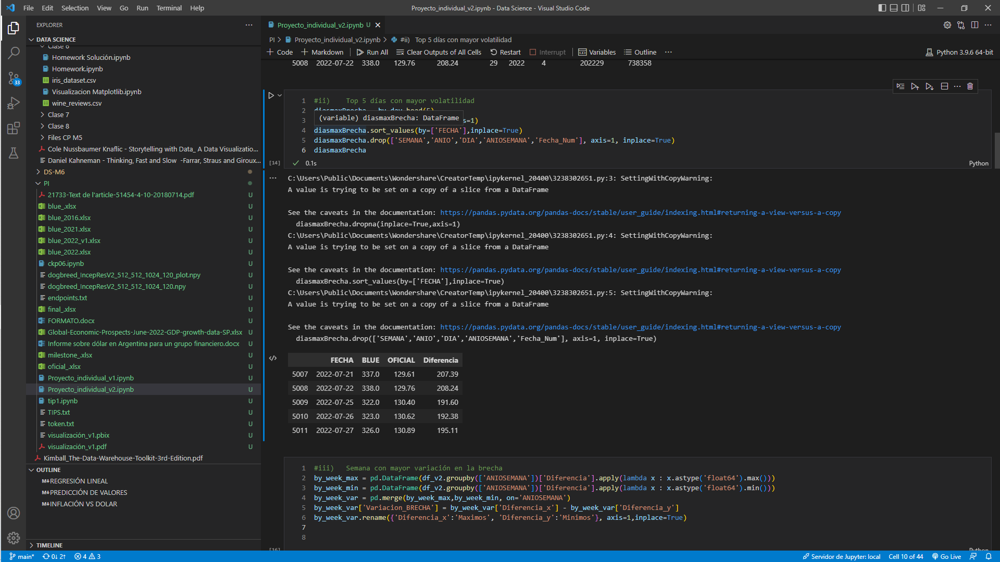 File Edit Selection View Go Run Terminal Help
Proyecto_individual_v2.ipynb - Data Science - Visual Studio Code
EXPLORER
DATA SCIENCE
Clase 6
Homework Solución.ipynb
Homework.ipynb
iris_dataset.csv
Visualizacion Matplotlib.ipynb
wine_reviews.csv
Clase 7
Clase 8
Files CP M5
Cole Nussbaumer Knaflic - Storytelling with Data_ A Data Visualizatio...
Daniel Kahneman - Thinking, Fast and Slow -Farrar, Straus and Giroux...
DS-M6
PI
21733-Text de l'article-51454-4-10-20180714.pdf U
blue_.xlsx U
blue_2016.xlsx U
blue_2021.xlsx U
blue_2022_v1.xlsx U
blue_2022.xlsx U
ckp06.ipynb U
dogbreed_IncepResV2_512_512_1024_120_plot.npy U
dogbreed_IncepResV2_512_512_1024_120.npy U
endpoints.txt U
final_.xlsx U
FORMATO.docx U
Global-Economic-Prospects-June-2022-GDP-growth-data-SP.xlsx U
Informe sobre dólar en Argentina para un grupo financiero.docx U
milestone_.xlsx U
oficial_.xlsx U
Proyecto_individual_v1.ipynb U
Proyecto_individual_v2.ipynb U
tip1.ipynb U
TIPS.txt U
token.txt U
visualización_v1.pbix U
visualización_v1.pdf U
Kimball_The-Data-Warehouse-Toolkit-3rd-Edition.pdf
OUTLINE
M↓REGRESIÓN LINEAL
M↓PREDICCIÓN DE VALORES
M↓INFLACIÓN VS DOLAR
TIMELINE
33
Proyecto_individual_v2.ipynb U
PI > Proyecto_individual_v2.ipynb > #ii) Top 5 días con mayor volatilidad
+ Code + Markdown Run All Clear Outputs of All Cells Restart Interrupt Variables Outline ...
Python 3.9.6 64-bit
5008 2022-07-22 338.0 129.76 208.24 29 2022 4 202229 738358
1 #ii) Top 5 días con mayor volatilidad
2 diasmaxBrecha = by_day.head(5)
(variable) diasmaxBrecha: DataFrame
3 s=1)
4 diasmaxBrecha.sort_values(by=['FECHA'],inplace=True)
5 diasmaxBrecha.drop(['SEMANA','ANIO','DIA','ANIOSEMANA','Fecha_Num'], axis=1, inplace=True)
6 diasmaxBrecha
[14] 0.1s Python
C:\Users\Public\Documents\Wondershare\CreatorTemp\ipykernel_20400\3238302651.py:3: SettingWithCopyWarning:
A value is trying to be set on a copy of a slice from a DataFrame
See the caveats in the documentation: https://pandas.pydata.org/pandas-docs/stable/user_guide/indexing.html#returning-a-view-versus-a-copy
diasmaxBrecha.dropna(inplace=True,axis=1)
C:\Users\Public\Documents\Wondershare\CreatorTemp\ipykernel_20400\3238302651.py:4: SettingWithCopyWarning:
A value is trying to be set on a copy of a slice from a DataFrame
See the caveats in the documentation: https://pandas.pydata.org/pandas-docs/stable/user_guide/indexing.html#returning-a-view-versus-a-copy
diasmaxBrecha.sort_values(by=['FECHA'],inplace=True)
C:\Users\Public\Documents\Wondershare\CreatorTemp\ipykernel_20400\3238302651.py:5: SettingWithCopyWarning:
A value is trying to be set on a copy of a slice from a DataFrame
See the caveats in the documentation: https://pandas.pydata.org/pandas-docs/stable/user_guide/indexing.html#returning-a-view-versus-a-copy
diasmaxBrecha.drop(['SEMANA','ANIO','DIA','ANIOSEMANA','Fecha_Num'], axis=1, inplace=True)
FECHA BLUE OFICIAL Diferencia
5007 2022-07-21 337.0 129.61 207.39
5008 2022-07-22 338.0 129.76 208.24
5009 2022-07-25 322.0 130.40 191.60
5010 2022-07-26 323.0 130.62 192.38
5011 2022-07-27 326.0 130.89 195.11
1 #iii) Semana con mayor variación en la brecha
2 by_week_max = pd.DataFrame(df_v2.groupby(['ANIOSEMANA'])['Diferencia'].apply(lambda x : x.astype('float64').max()))
3 by_week_min = pd.DataFrame(df_v2.groupby(['ANIOSEMANA'])['Diferencia'].apply(lambda x : x.astype('float64').min()))
4 by_week_var = pd.merge(by_week_max,by_week_min, on='ANIOSEMANA')
5 by_week_var['Variacion_BRECHA'] = by_week_var['Diferencia_x'] - by_week_var['Diferencia_y']
6 by_week_var.rename({'Diferencia_x':'Maximos', 'Diferencia_y':'Minimos'}, axis=1,inplace=True)
7
8
[16] Python
main* 0↓ 2↑ 4 3
Servidor de Jupyter: local Cell 10 of 44 Go Live